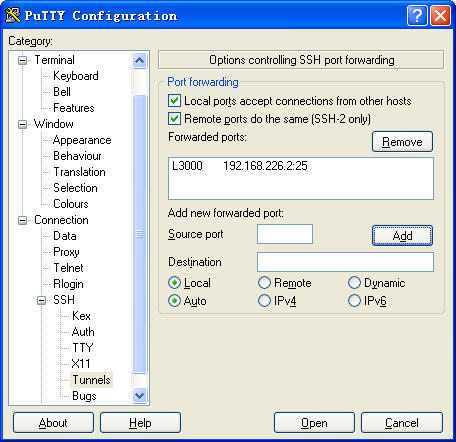 PuTTY Configuration
Category:
Terminal
Keyboard
Bell
Features
Window
Appearance
Behaviour
Translation
Selection
Colours
Connection
Data
Proxy
Telnet
Rlogin
SSH
Kex
Auth
TTY
X11
Tunnels
Bugs
Options controlling SSH port forwarding
Port forwarding
Local ports accept connections from other hosts
Remote ports do the same (SSH-2 only)
Forwarded ports:
Remove
L3000 192.168.226.2:25
Add new forwarded port:
Source port
Add
Destination
Local Remote Dynamic
Auto IPv4 IPv6
About Help Open Cancel